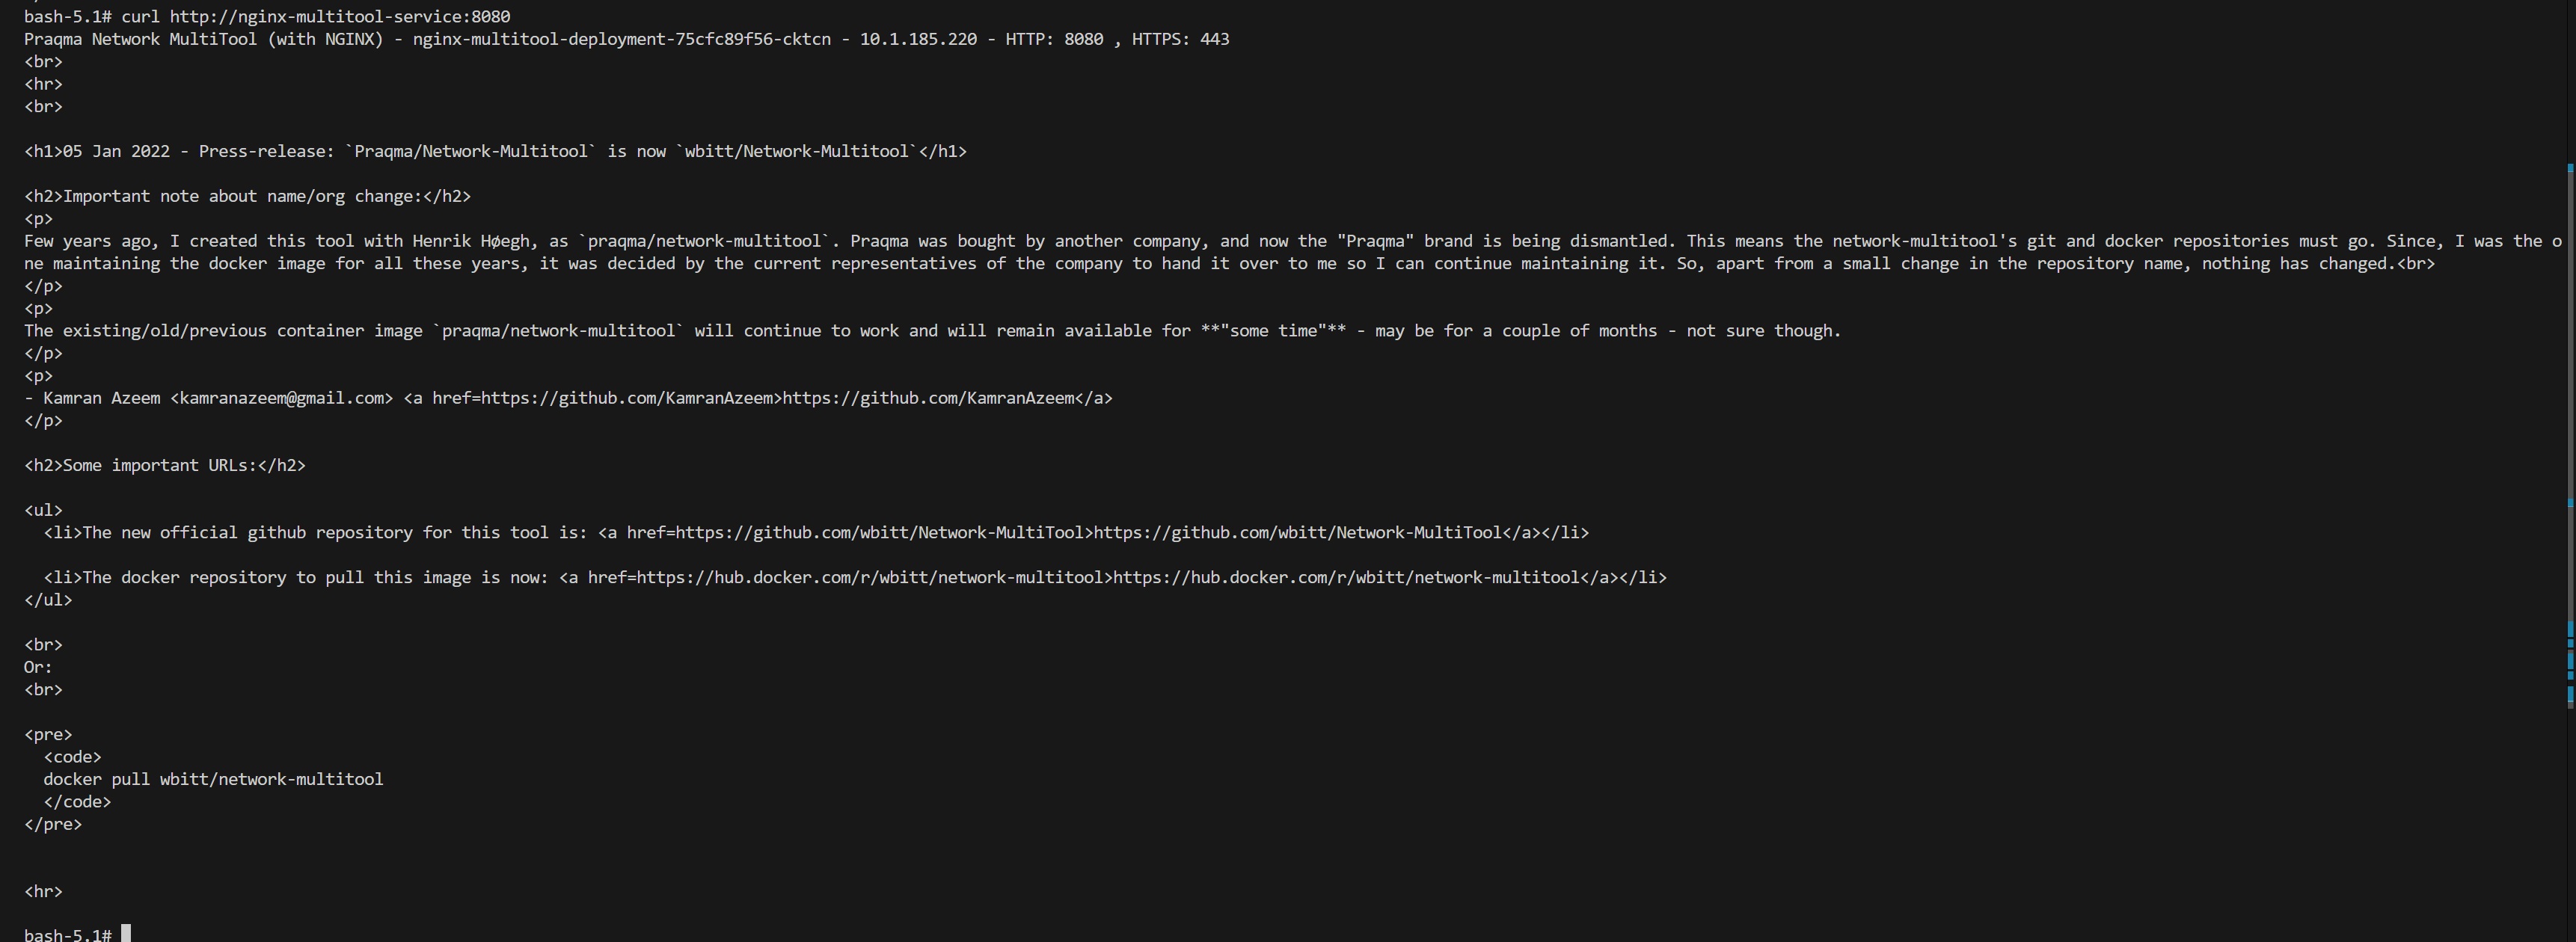 bash-5.1# curl http://nginx-multitool-service:8080
Praqma Network MultiTool (with NGINX) - nginx-multitool-deployment-75cfc89f56-cktcn - 10.1.185.220 - HTTP: 8080 , HTTPS: 443
<br>
<hr>
<br>
<h1>05 Jan 2022 - Press-release: `Praqma/Network-Multitool` is now `wbitt/Network-Multitool`</h1>
<h2>Important note about name/org change:</h2>
<p>
Few years ago, I created this tool with Henrik Høegh, as `praqma/network-multitool`. Praqma was bought by another company, and now the "Praqma" brand is being dismantled. This means the network-multitool's git and docker repositories must go. Since, I was the o
ne maintaining the docker image for all these years, it was decided by the current representatives of the company to hand it over to me so I can continue maintaining it. So, apart from a small change in the repository name, nothing has changed.<br>
</p>
<p>
The existing/old/previous container image `praqma/network-multitool` will continue to work and will remain available for **"some time"** - may be for a couple of months - not sure though.
</p>
<p>
- Kamran Azeem <kamranazeem@gmail.com> <a href=https://github.com/KamranAzeem>https://github.com/KamranAzeem</a>
</p>
<h2>Some important URLs:</h2>
<ul>
  <li>The new official github repository for this tool is: <a href=https://github.com/wbitt/Network-MultiTool>https://github.com/wbitt/Network-MultiTool</a></li>
  <li>The docker repository to pull this image is now: <a href=https://hub.docker.com/r/wbitt/network-multitool>https://hub.docker.com/r/wbitt/network-multitool</a></li>
</ul>
<br>
Or:
<br>
<pre>
  <code>
  docker pull wbitt/network-multitool
  </code>
</pre>
<hr>
bash-5.1#